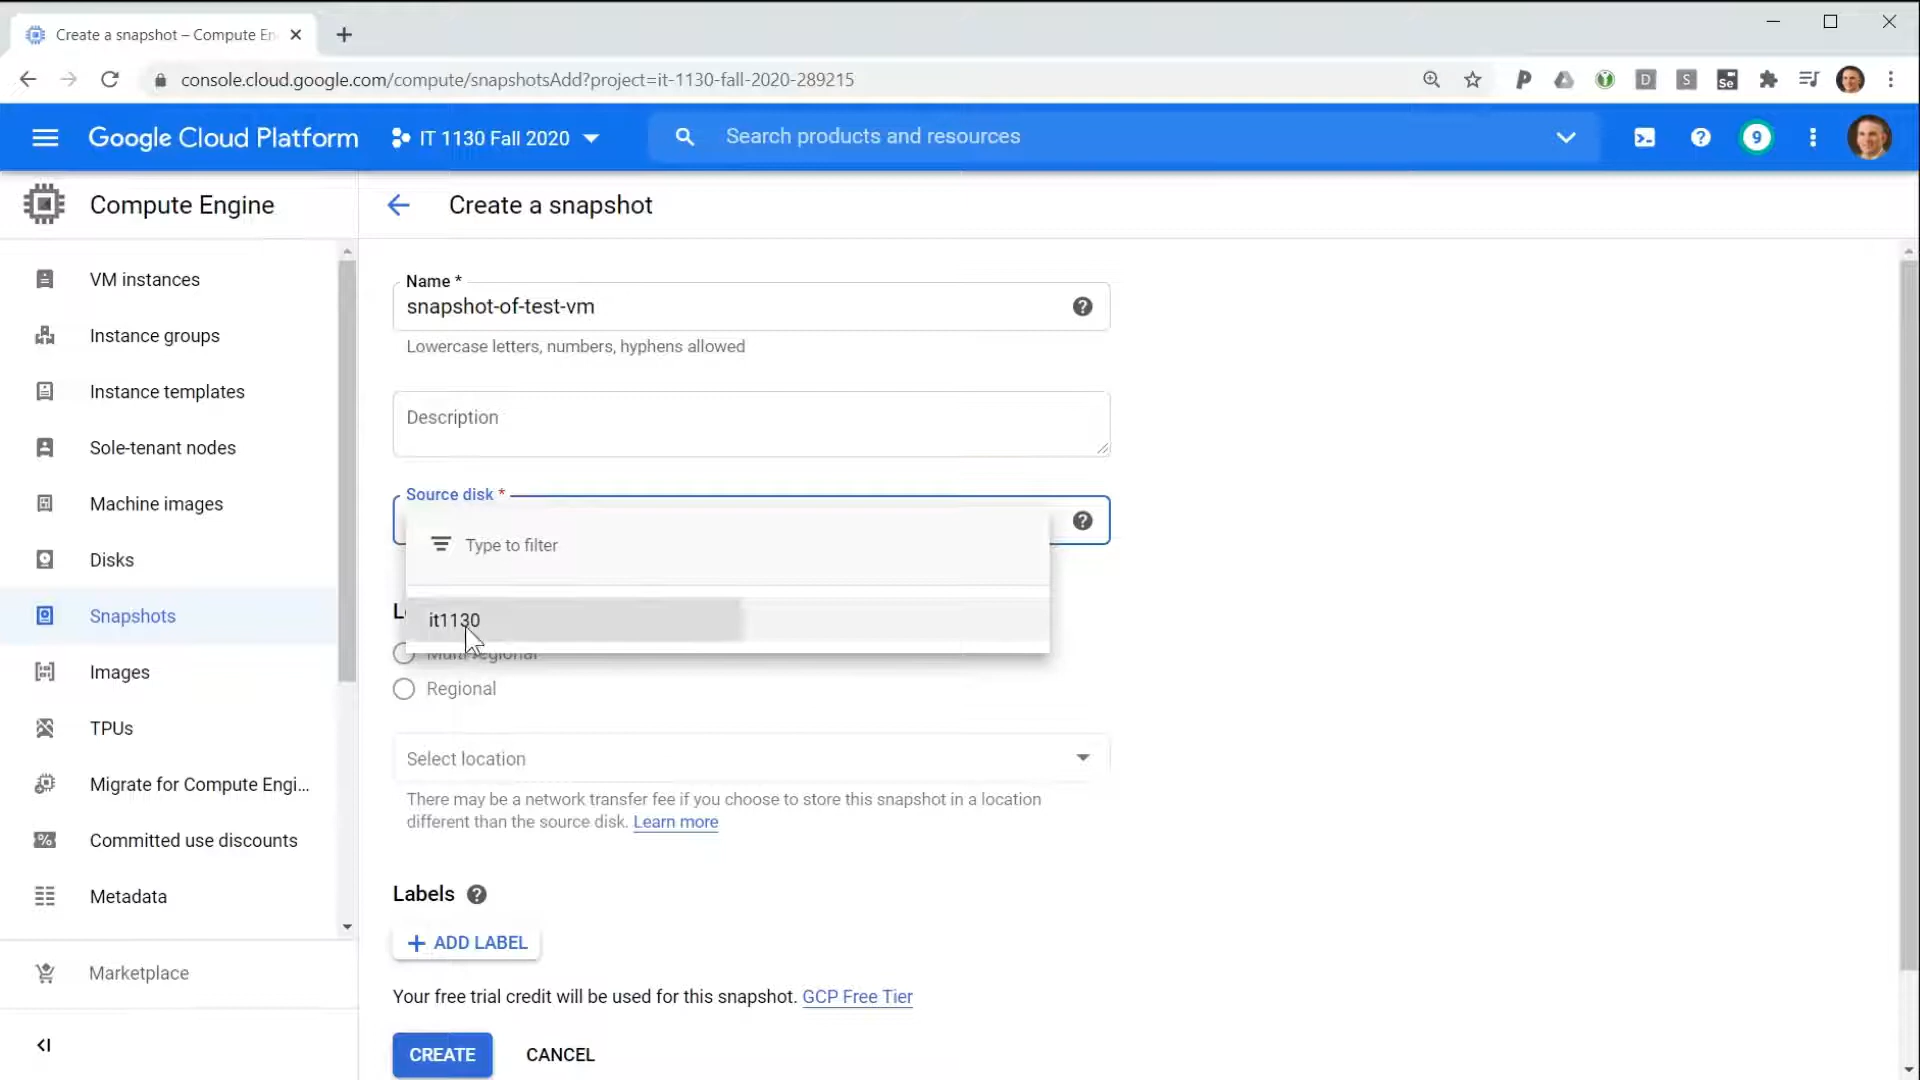 Create a snapshot – Compute En
console.cloud.google.com/compute/snapshotsAdd?project=it-1130-fall-2020-289215
Google Cloud Platform
IT 1130 Fall 2020
Search products and resources
9
Compute Engine
Create a snapshot
VM instances
Instance groups
Instance templates
Sole-tenant nodes
Machine images
Disks
Snapshots
Images
TPUs
Migrate for Compute Engi...
Committed use discounts
Metadata
Marketplace
Name *
snapshot-of-test-vm
Lowercase letters, numbers, hyphens allowed
Description
Source disk *
Type to filter
it1130
Multi-regional
Regional
Select location
There may be a network transfer fee if you choose to store this snapshot in a location
different than the source disk. Learn more
Labels
+ ADD LABEL
Your free trial credit will be used for this snapshot. GCP Free Tier
CREATE
CANCEL